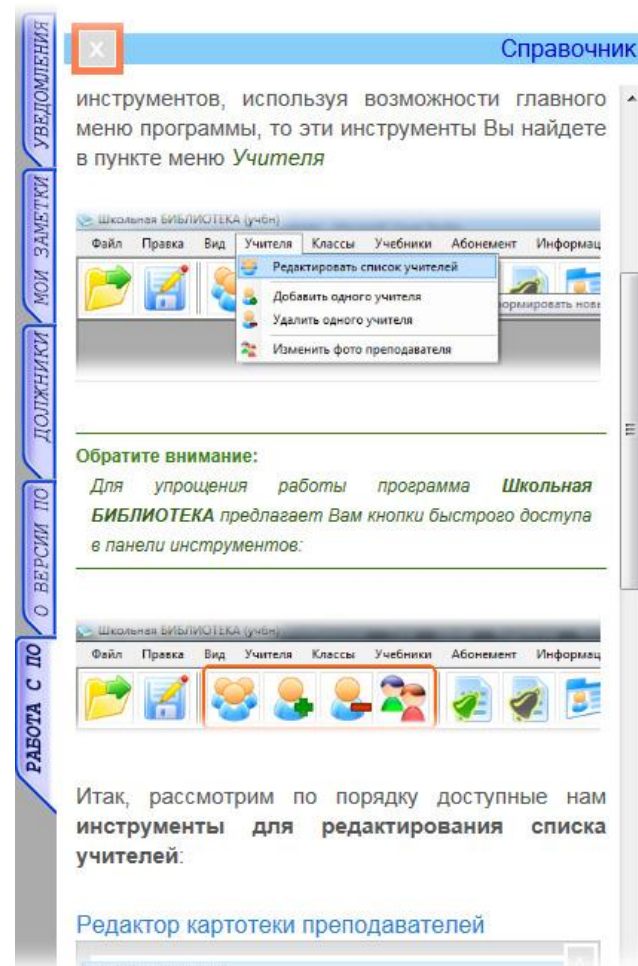 УВЕДОМЛЕНИЯ
МОИ ЗАМЕТКИ
ДОЛЖНИКИ
О ВЕРСИИ ПО
РАБОТА С ПО
X
Справочник
инструментов, используя возможности главного
меню программы, то эти инструменты Вы найдете
в пункте меню Учителя
Школьная БИБЛИОТЕКА (учбн)
Файл Правка Вид Учителя Классы Учебники Абонемент Информац
Редактировать список учителей
Добавить одного учителя
ормировать новы
Удалить одного учителя
Изменить фото преподавателя
Обратите внимание:
Для упрощения работы программа Школьная
БИБЛИОТЕКА предлагает Вам кнопки быстрого доступа
в панели инструментов:
Школьная БИБЛИОТЕКА (учбн)
Файл Правка Вид Учителя Классы Учебники Абонемент Информац
Итак, рассмотрим по порядку доступные нам
инструменты для редактирования списка
учителей:
Редактор картотеки преподавателей